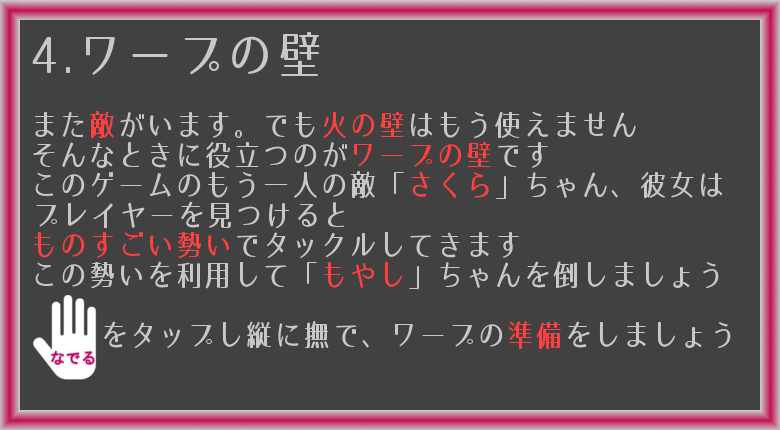 4.ワープの壁
また敵がいます。でも火の壁はもう使えません
そんなときに役立つのがワープの壁です
このゲームのもう一人の敵「さくら」ちゃん、彼女は
プレイヤーを見つけると
ものすごい勢いでタックルしてきます
この勢いを利用して「もやし」ちゃんを倒しましょう
なでる
をタップし縦に撫で、ワープの準備をしましょう